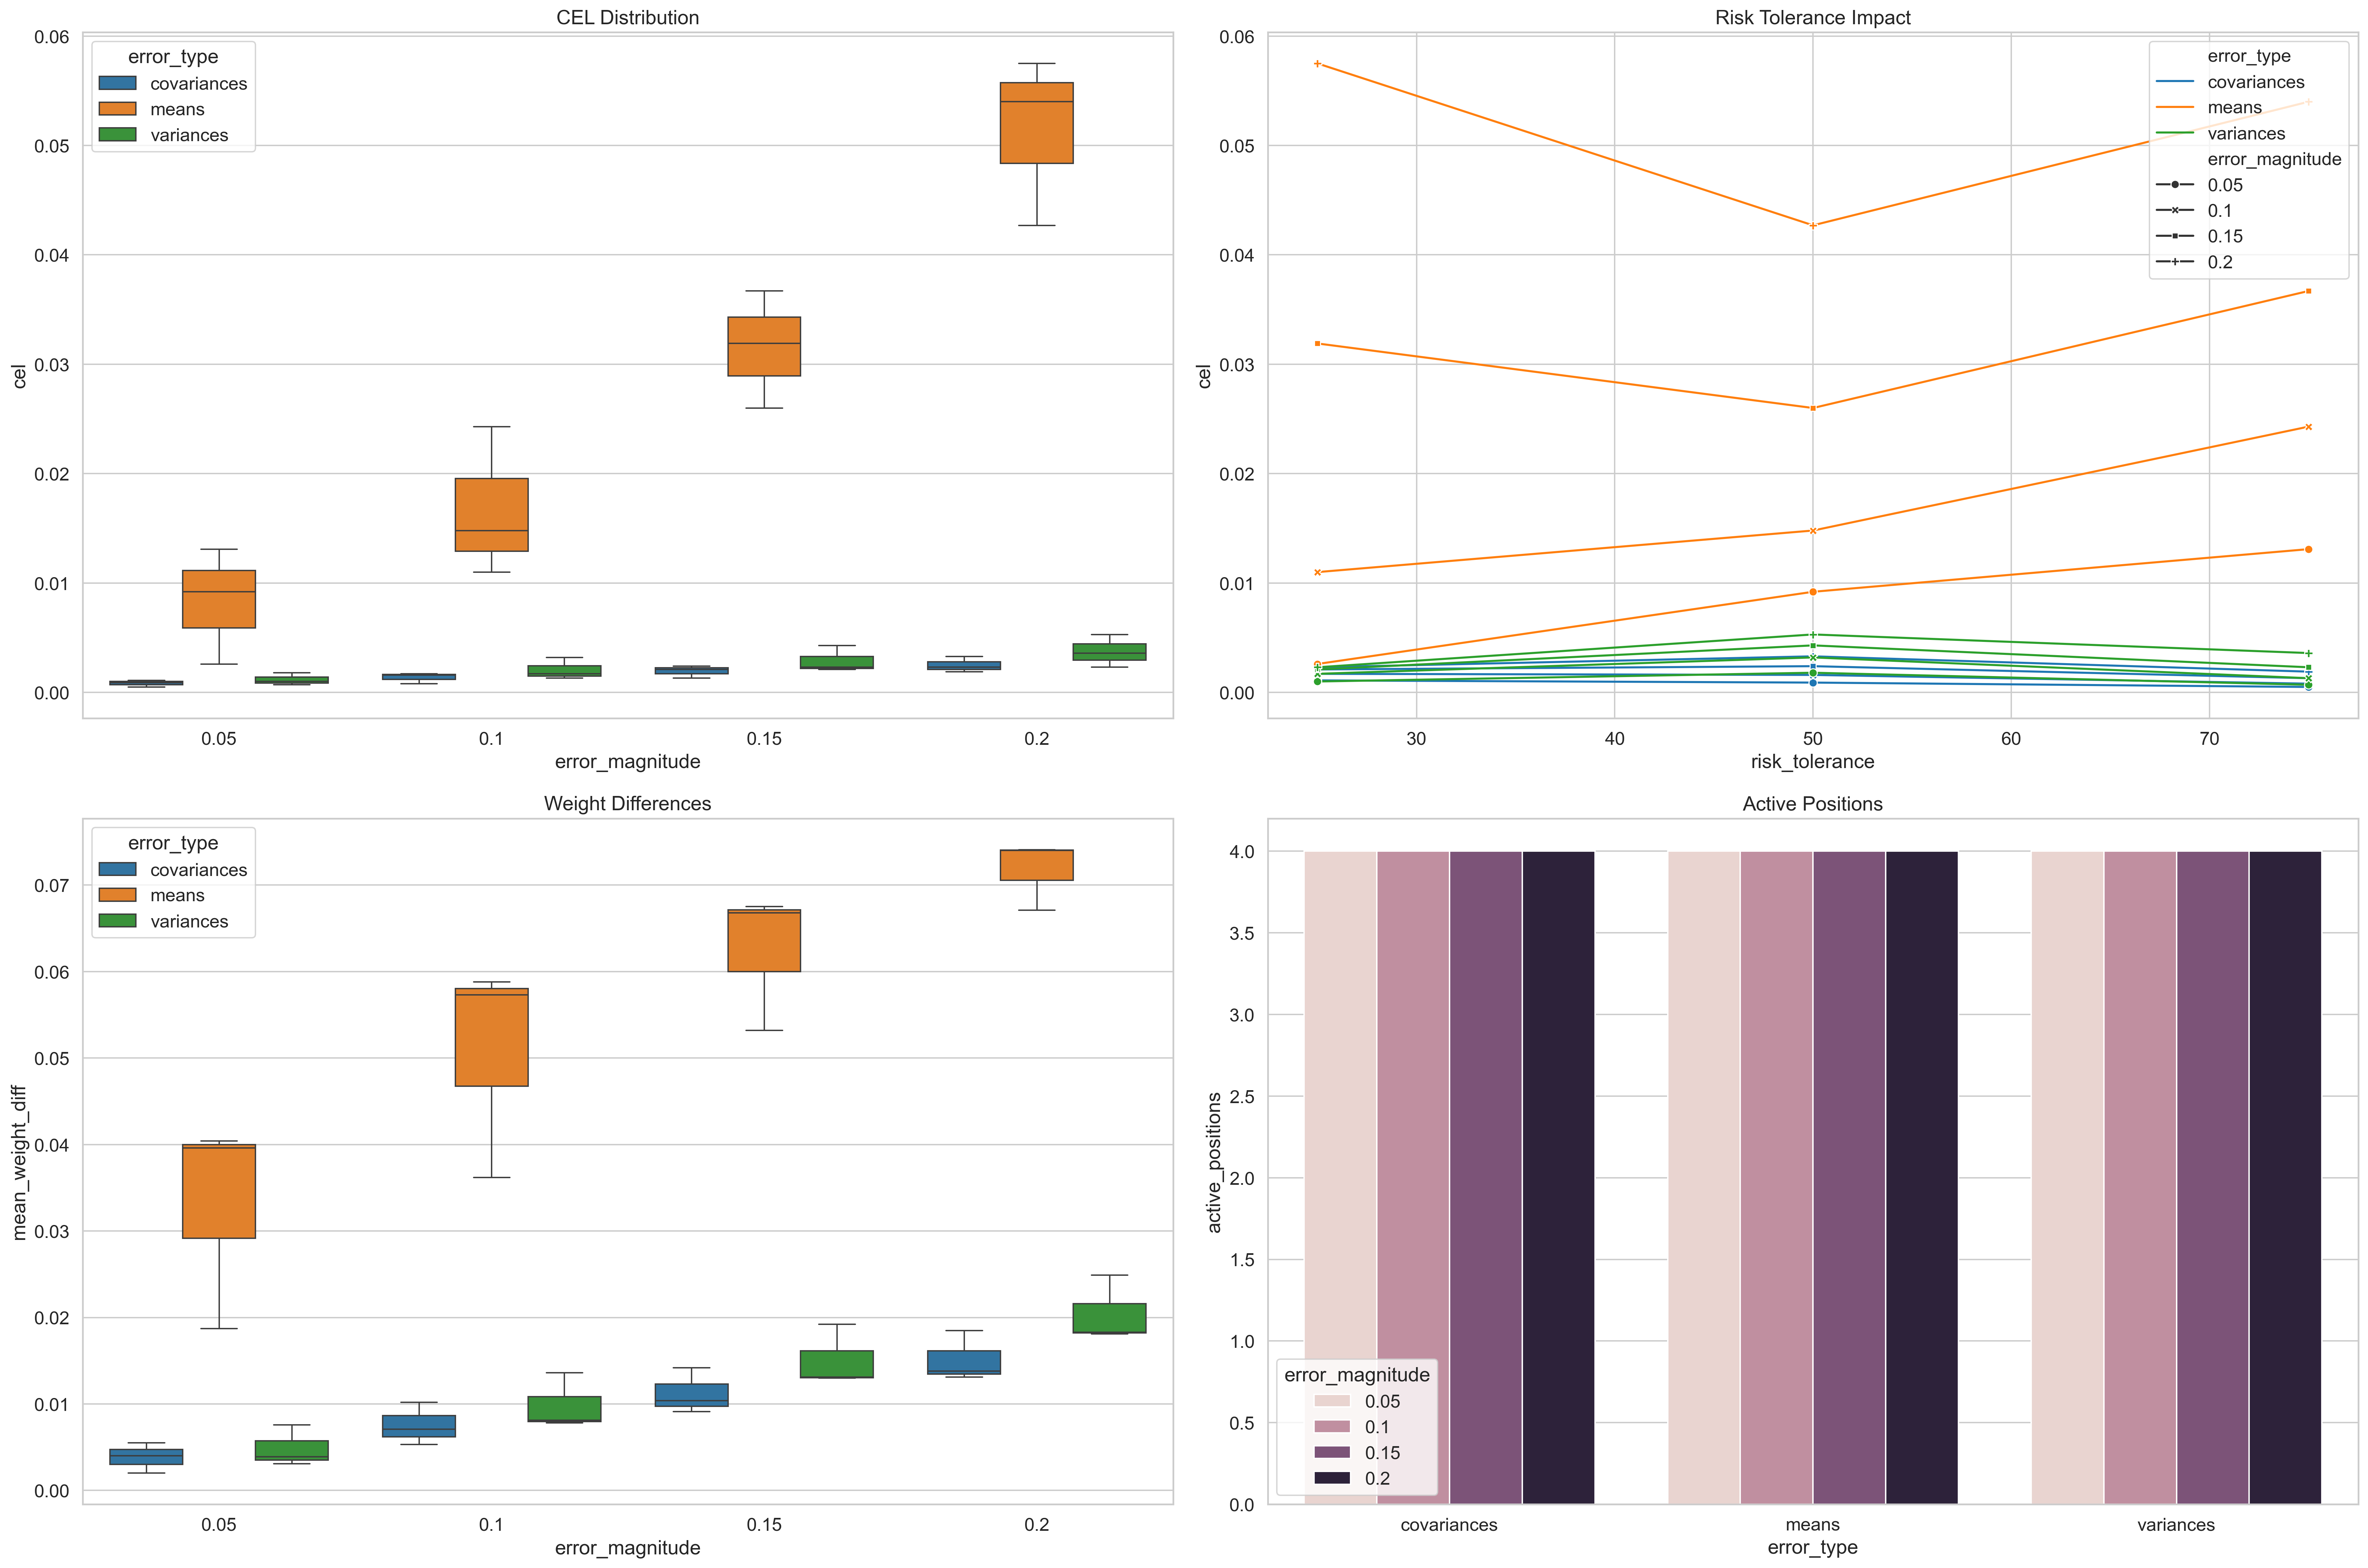 CEL Distribution
0.06
0.05
0.04
0.03
0.02
0.01
0.00
cel
error_type
covariances
means
variances
0.05
0.1
0.15
0.2
error_magnitude
Risk Tolerance Impact
0.06
0.05
0.04
0.03
0.02
0.01
0.00
cel
error_type
covariances
means
variances
error_magnitude
0.05
0.1
0.15
0.2
30
40
50
60
70
risk_tolerance
Weight Differences
0.07
0.06
0.05
0.04
0.03
0.02
0.01
0.00
mean_weight_diff
error_type
covariances
means
variances
0.05
0.1
0.15
0.2
error_magnitude
Active Positions
4.0
3.5
3.0
2.5
2.0
1.5
1.0
0.5
0.0
active_positions
error_magnitude
0.05
0.1
0.15
0.2
covariances
means
variances
error_type